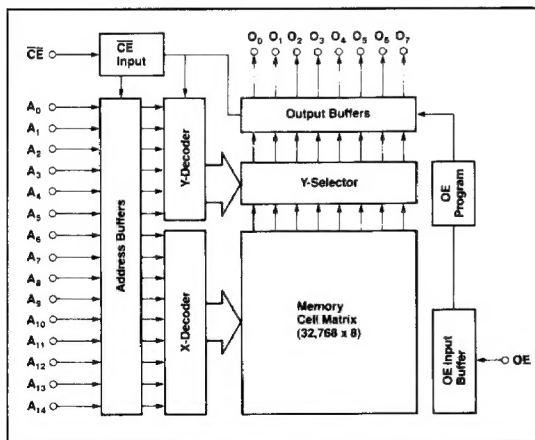 C̅E̅
C̅E̅
Input
O₀ O₁ O₂ O₃ O₄ O₅ O₆ O₇
Output Buffers
Y-Selector
Y-Decoder
X-Decoder
Address Buffers
Memory
Cell Matrix
(32,768 x 8)
OE
Program
OE Input
Buffer
OE
A₀
A₁
A₂
A₃
A₄
A₅
A₆
A₇
A₈
A₉
A₁₀
A₁₁
A₁₂
A₁₃
A₁₄